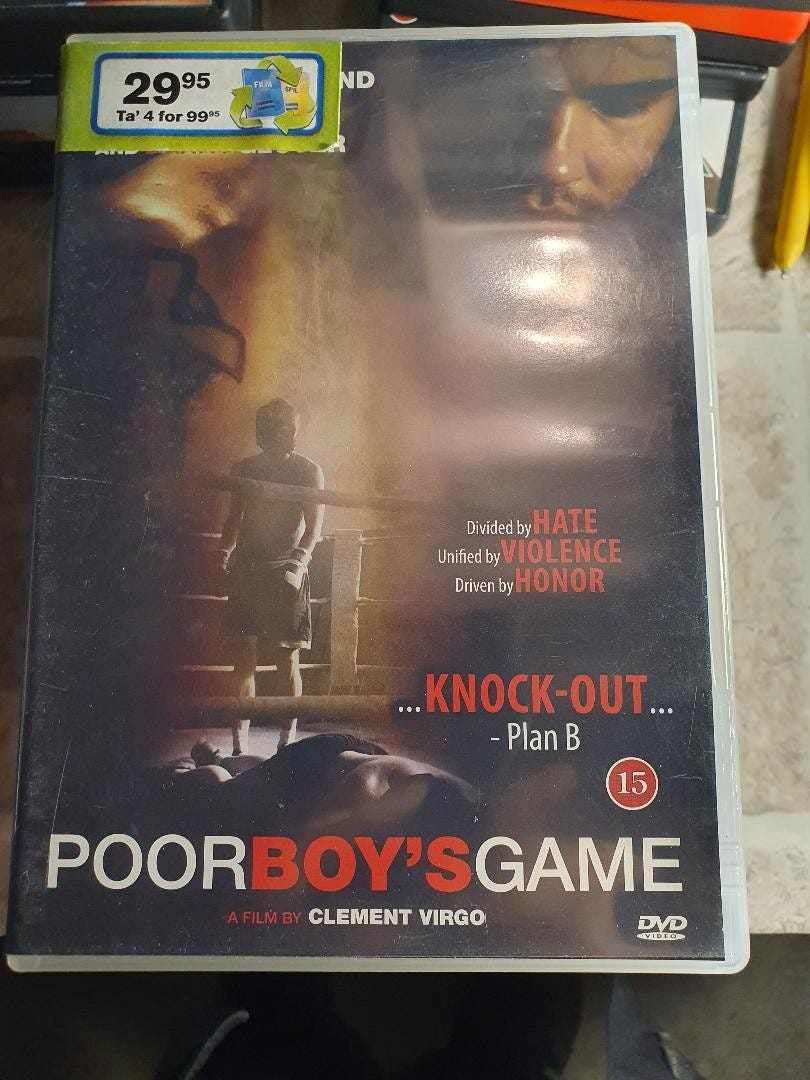 29⁹⁵
Ta' 4 for 99⁹⁵
FILM
SPIL
ND
Divided by HATE
Unified by VIOLENCE
Driven by HONOR
...KNOCK-OUT...
- Plan B
15
POORBOY'SGAME
A FILM BY CLEMENT VIRGO
DVD
VIDEO